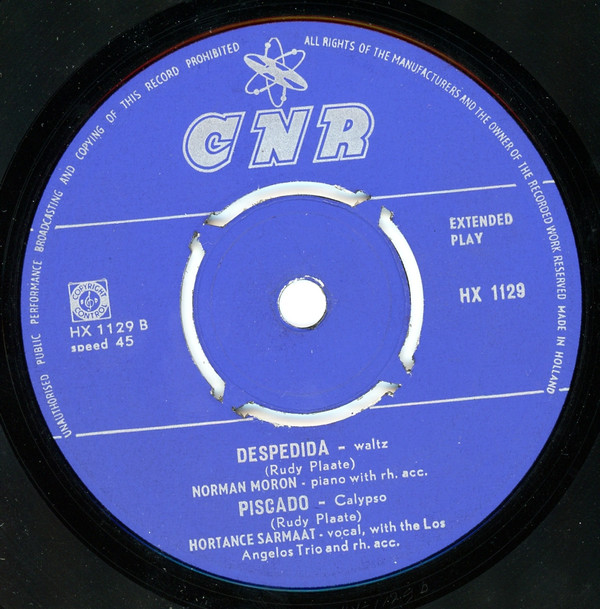 UNAUTHORISED PUBLIC PERFORMANCE BROADCASTING AND COPYING OF THIS RECORD PROHIBITED
ALL RIGHTS OF THE MANUFACTURERS AND THE OWNER OF THE RECORDED WORK RESERVED MADE IN HOLLAND
CNR
EXTENDED
PLAY
HX 1129
COPYRIGHT
CONTROL
HX 1129 B
speed 45
DESPEDIDA - waltz
(Rudy Plaate)
NORMAN MORON - piano with rh. acc.
PISCADO - Calypso
(Rudy Plaate)
HORTANCE SARMAAT - vocal, with the Los
Angelos Trio and rh. acc.